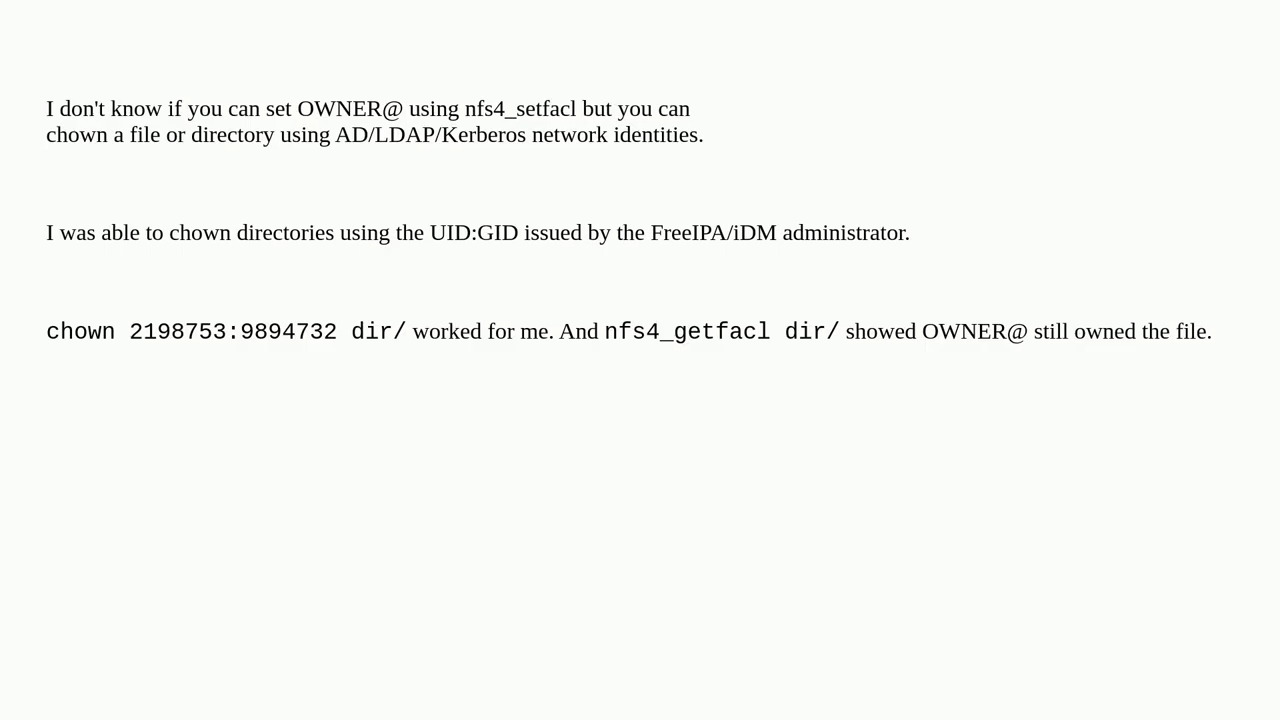 I don't know if you can set OWNER@ using nfs4_setfacl but you can
chown a file or directory using AD/LDAP/Kerberos network identities.
I was able to chown directories using the UID:GID issued by the FreeIPA/iDM administrator.
chown 2198753:9894732 dir/ worked for me. And nfs4_getfacl dir/ showed OWNER@ still owned the file.